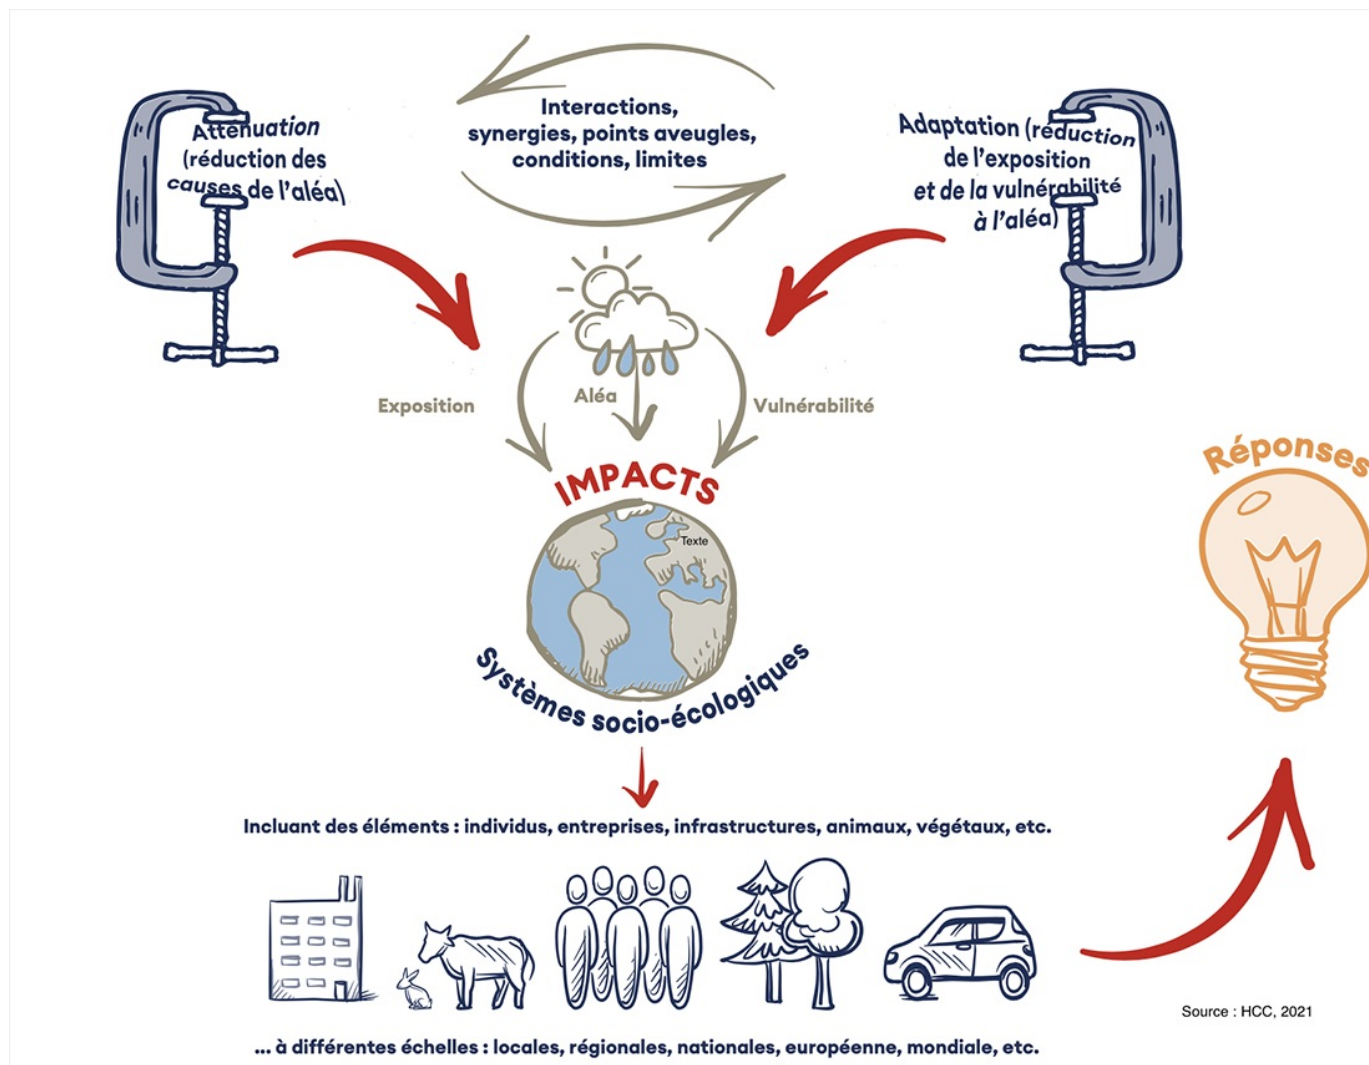 Atténuation
(réduction des
causes de l'aléa)
Interactions,
synergies, points aveugles,
conditions, limites
Adaptation (réduction
de l'exposition
et de la vulnérabilité
à l'aléa)
Exposition
Aléa
Vulnérabilité
IMPACTS
Texte
Systèmes socio-écologiques
Réponses
Incluant des éléments : individus, entreprises, infrastructures, animaux, végétaux, etc.
Source : HCC, 2021
... à différentes échelles : locales, régionales, nationales, européenne, mondiale, etc.